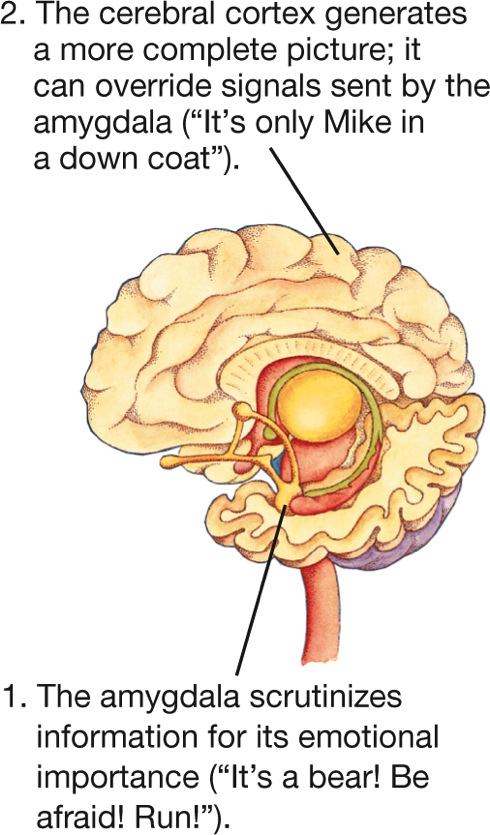 2. The cerebral cortex generates
a more complete picture; it
can override signals sent by the
amygdala (“It’s only Mike in
a down coat”).
1. The amygdala scrutinizes
information for its emotional
importance (“It’s a bear! Be
afraid! Run!”).